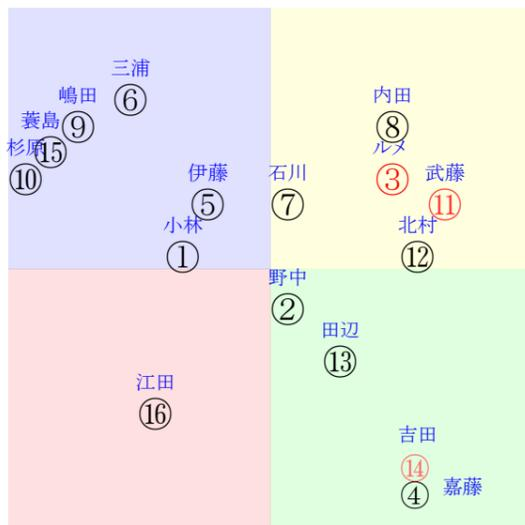 三浦
⑥
嶋田
⑨
内田
⑧
蓑島
⑮
杉原
⑩
ルメ
③
伊藤
⑤
石川
⑦
武藤
⑪
小林
①
北村
⑫
野中
②
田辺
⑬
江田
⑯
吉田
⑭
④
嘉藤